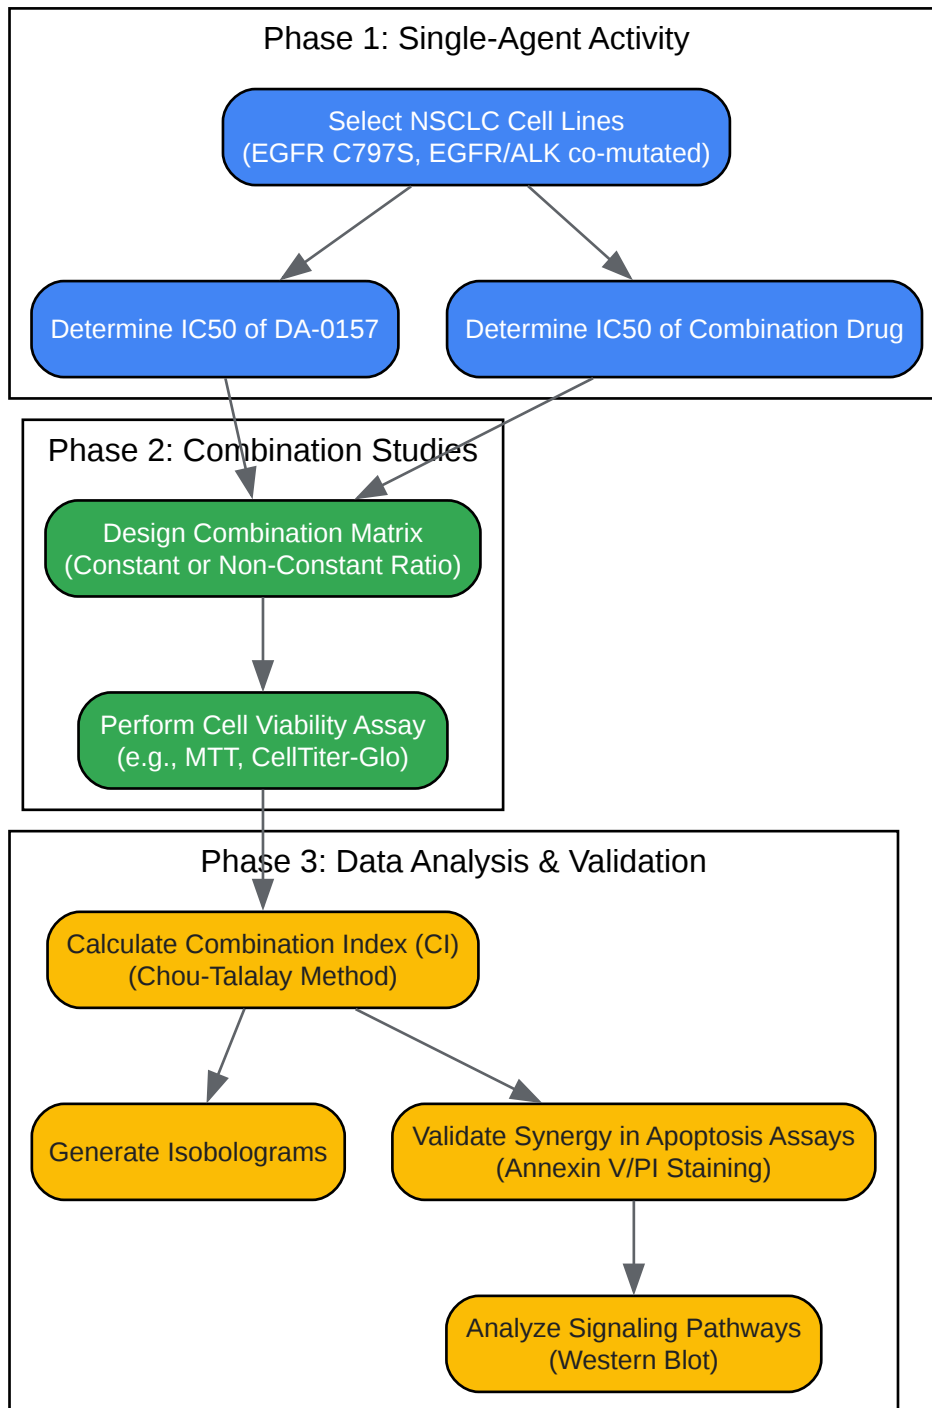 Phase 1: Single-Agent Activity
Select NSCLC Cell Lines
(EGFR C797S, EGFR/ALK co-mutated)
Determine IC50 of DA-0157
Determine IC50 of Combination Drug
Phase 2: Combination Studies
Design Combination Matrix
(Constant or Non-Constant Ratio)
Perform Cell Viability Assay
(e.g., MTT, CellTiter-Glo)
Phase 3: Data Analysis & Validation
Calculate Combination Index (CI)
(Chou-Talalay Method)
Generate Isobolograms
Validate Synergy in Apoptosis Assays
(Annexin V/PI Staining)
Analyze Signaling Pathways
(Western Blot)